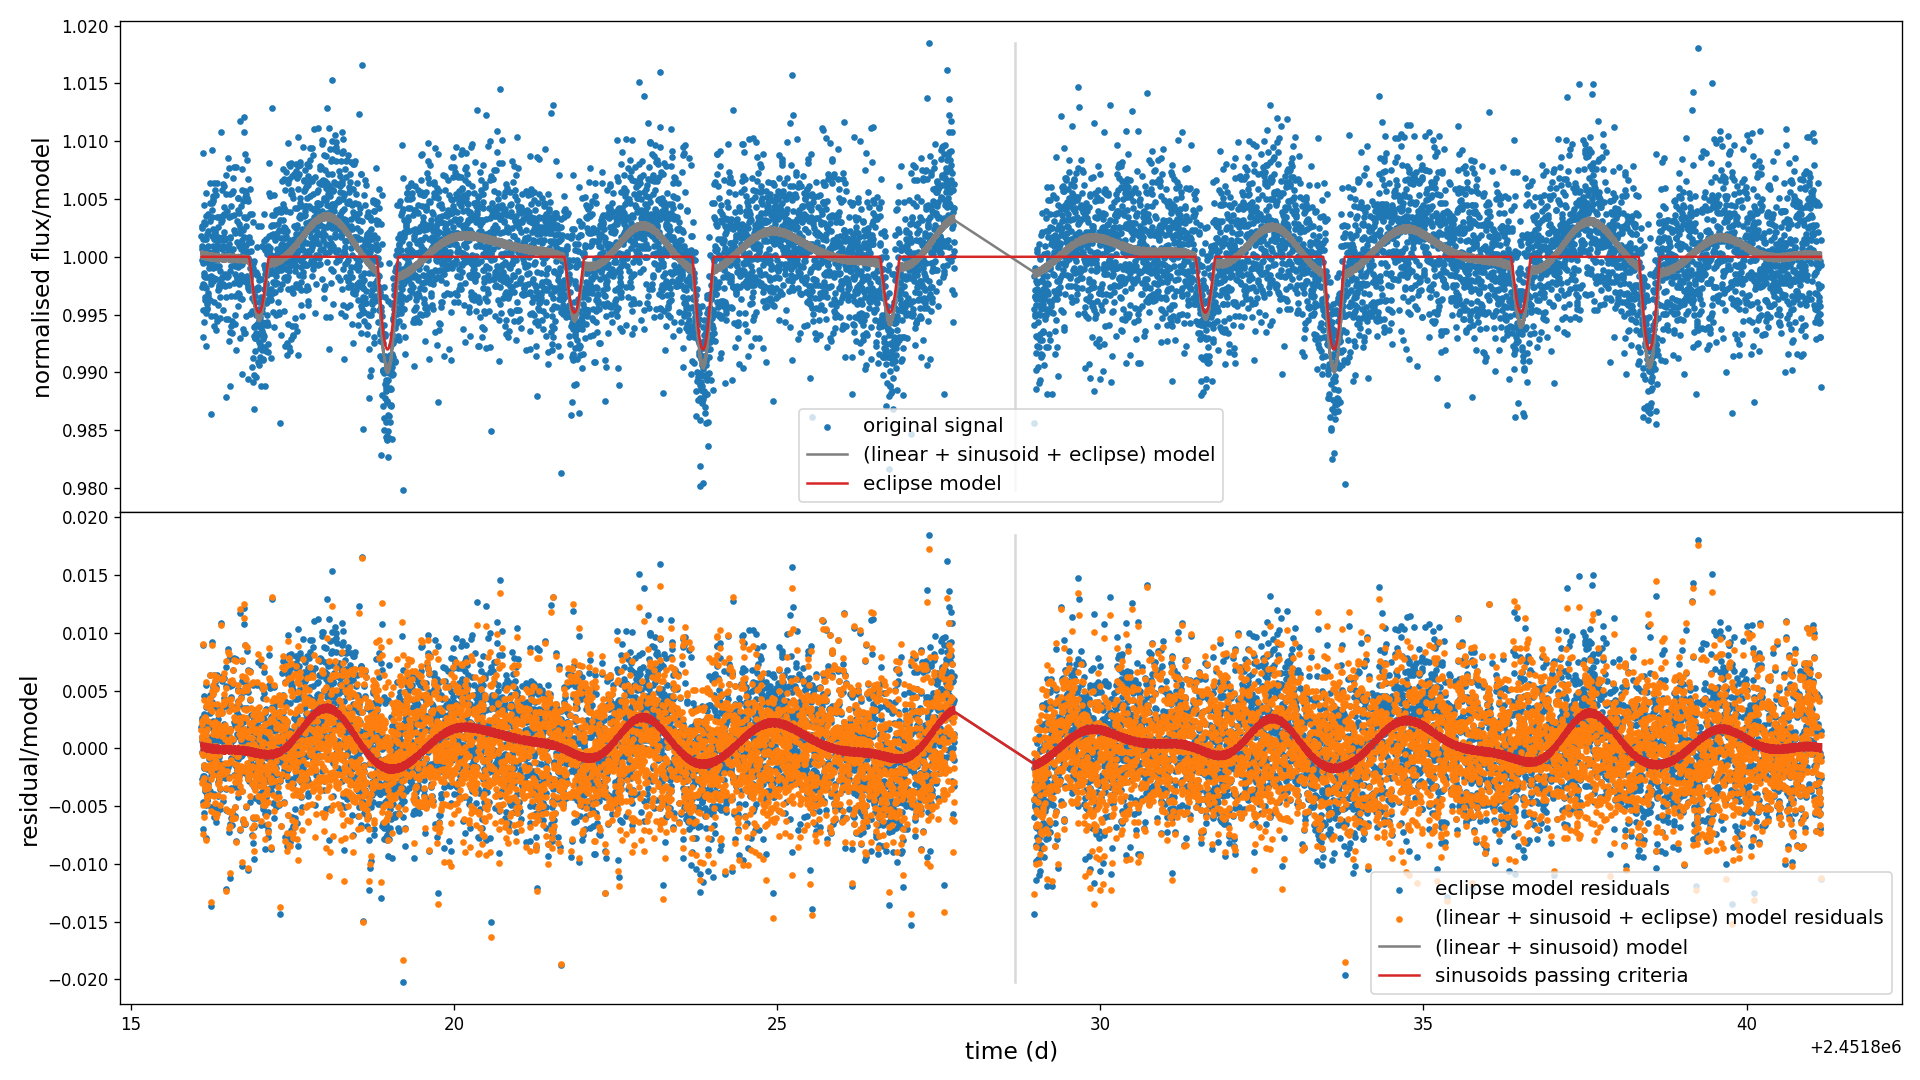 1.020
1.015
1.010
1.005
1.000
0.995
0.990
0.985
0.980
normalised flux/model
original signal
(linear + sinusoid + eclipse) model
eclipse model
0.020
0.015
0.010
0.005
0.000
−0.005
−0.010
−0.015
−0.020
residual/model
eclipse model residuals
(linear + sinusoid + eclipse) model residuals
(linear + sinusoid) model
sinusoids passing criteria
15 20 25 30 35 40
time (d)
+2.4518e6